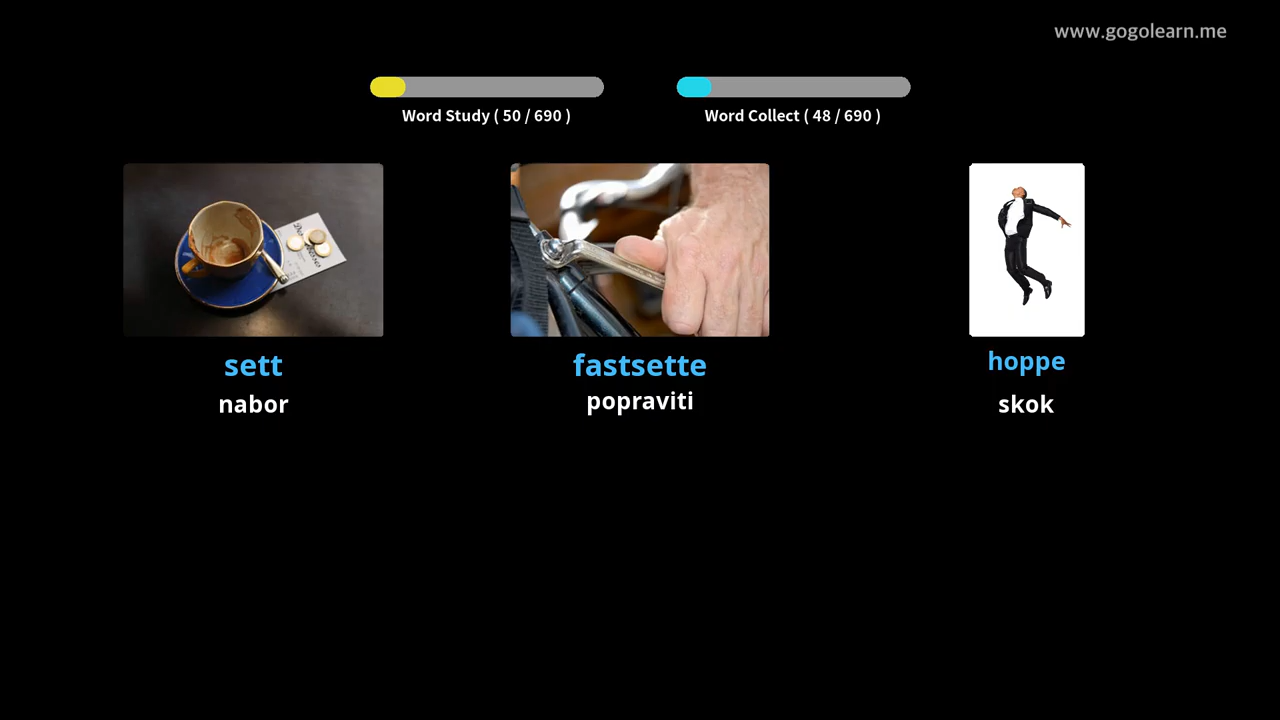 www.gogolearn.me
Word Study ( 50 / 690 )
Word Collect ( 48 / 690 )
sett
fastsette
hoppe
nabor
popraviti
skok